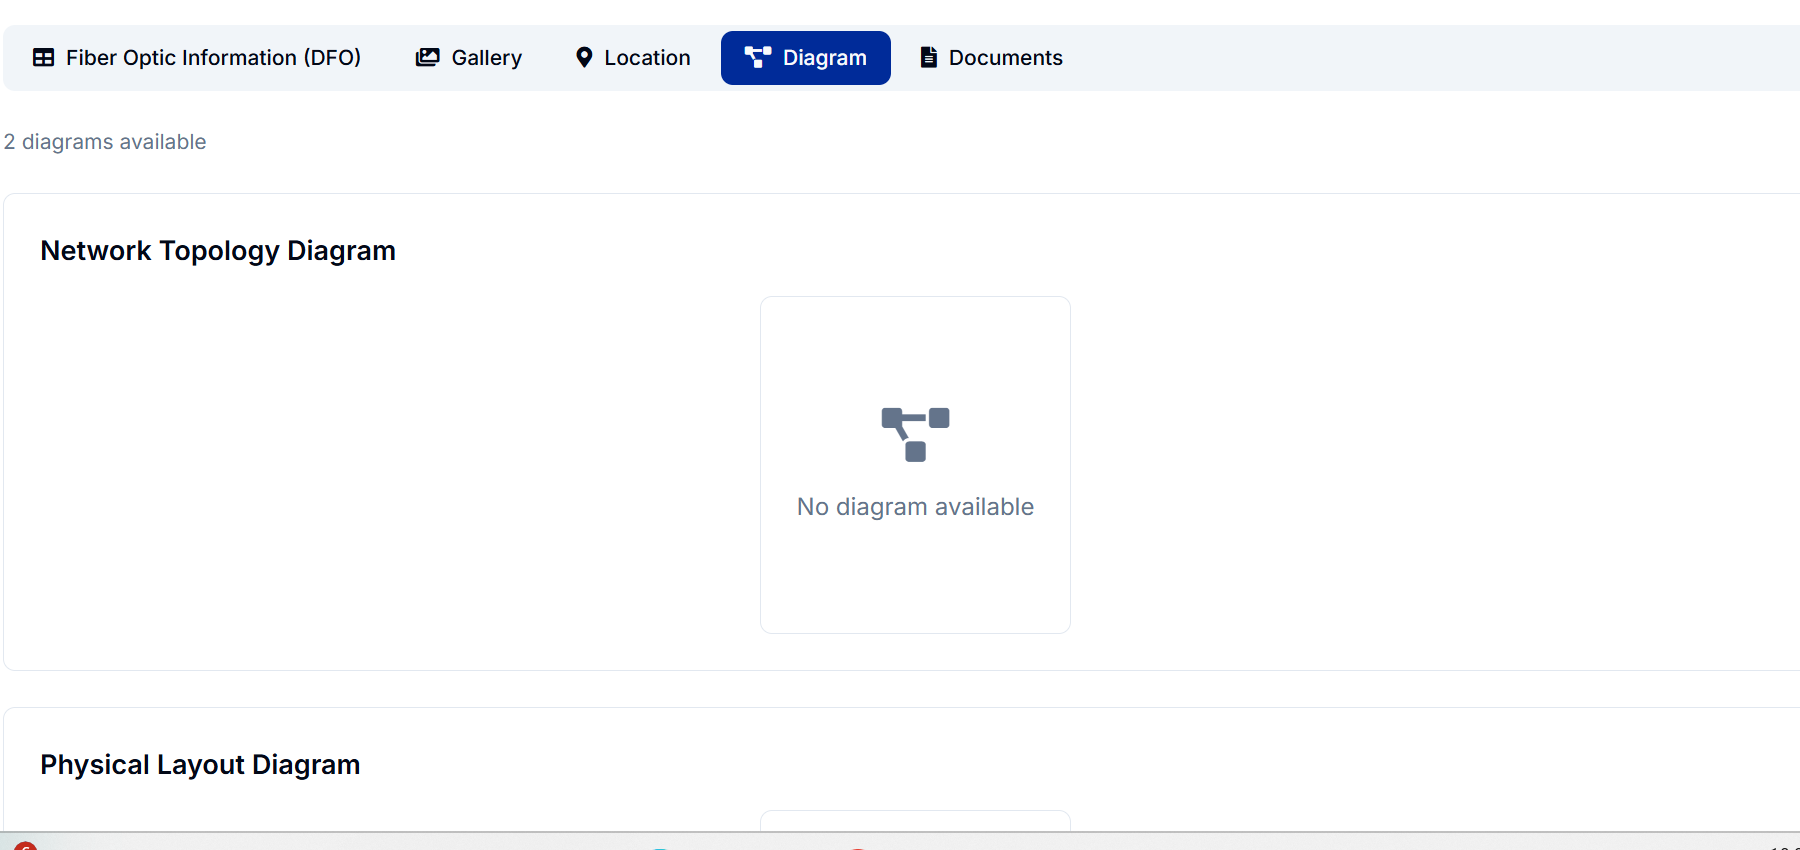 Fiber Optic Information (DFO) Gallery Location Diagram Documents
2 diagrams available
Network Topology Diagram
No diagram available
Physical Layout Diagram